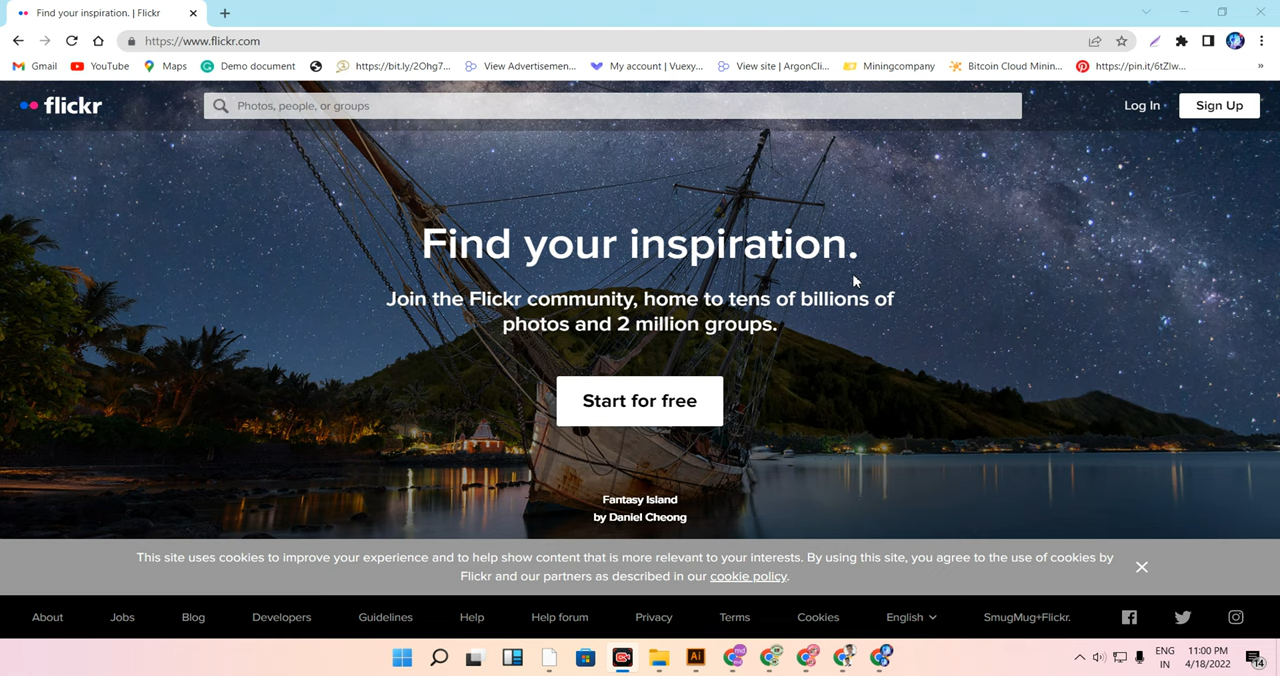 Find your inspiration. | Flickr
https://www.flickr.com
Gmail
YouTube
Maps
Demo document
https://bit.ly/2Ohg7...
View Advertisemen...
My account | Vuexy...
View site | ArgonCli...
Miningcompany
Bitcoin Cloud Minin...
https://pin.it/6tZlw...
»
flickr
Photos, people, or groups
Log In
Sign Up
Find your inspiration.
Join the Flickr community, home to tens of billions of
photos and 2 million groups.
Start for free
Fantasy Island
by Daniel Cheong
This site uses cookies to improve your experience and to help show content that is more relevant to your interests. By using this site, you agree to the use of cookies by
Flickr and our partners as described in our cookie policy.
About
Jobs
Blog
Developers
Guidelines
Help
Help forum
Privacy
Terms
Cookies
English
SmugMug+Flickr.
Ai
ENG
IN
11:00 PM
4/18/2022
14